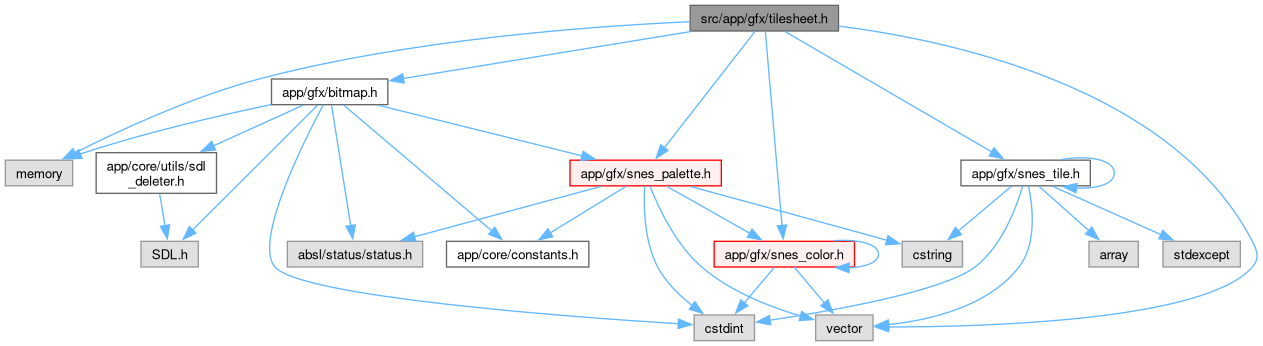 src/app/gfx/tilesheet.h
app/gfx/bitmap.h
memory
app/core/utils/sdl
_deleter.h
app/gfx/snes_palette.h
app/gfx/snes_tile.h
SDL.h
absl/status/status.h
app/core/constants.h
app/gfx/snes_color.h
cstring
array
stdexcept
cstdint
vector